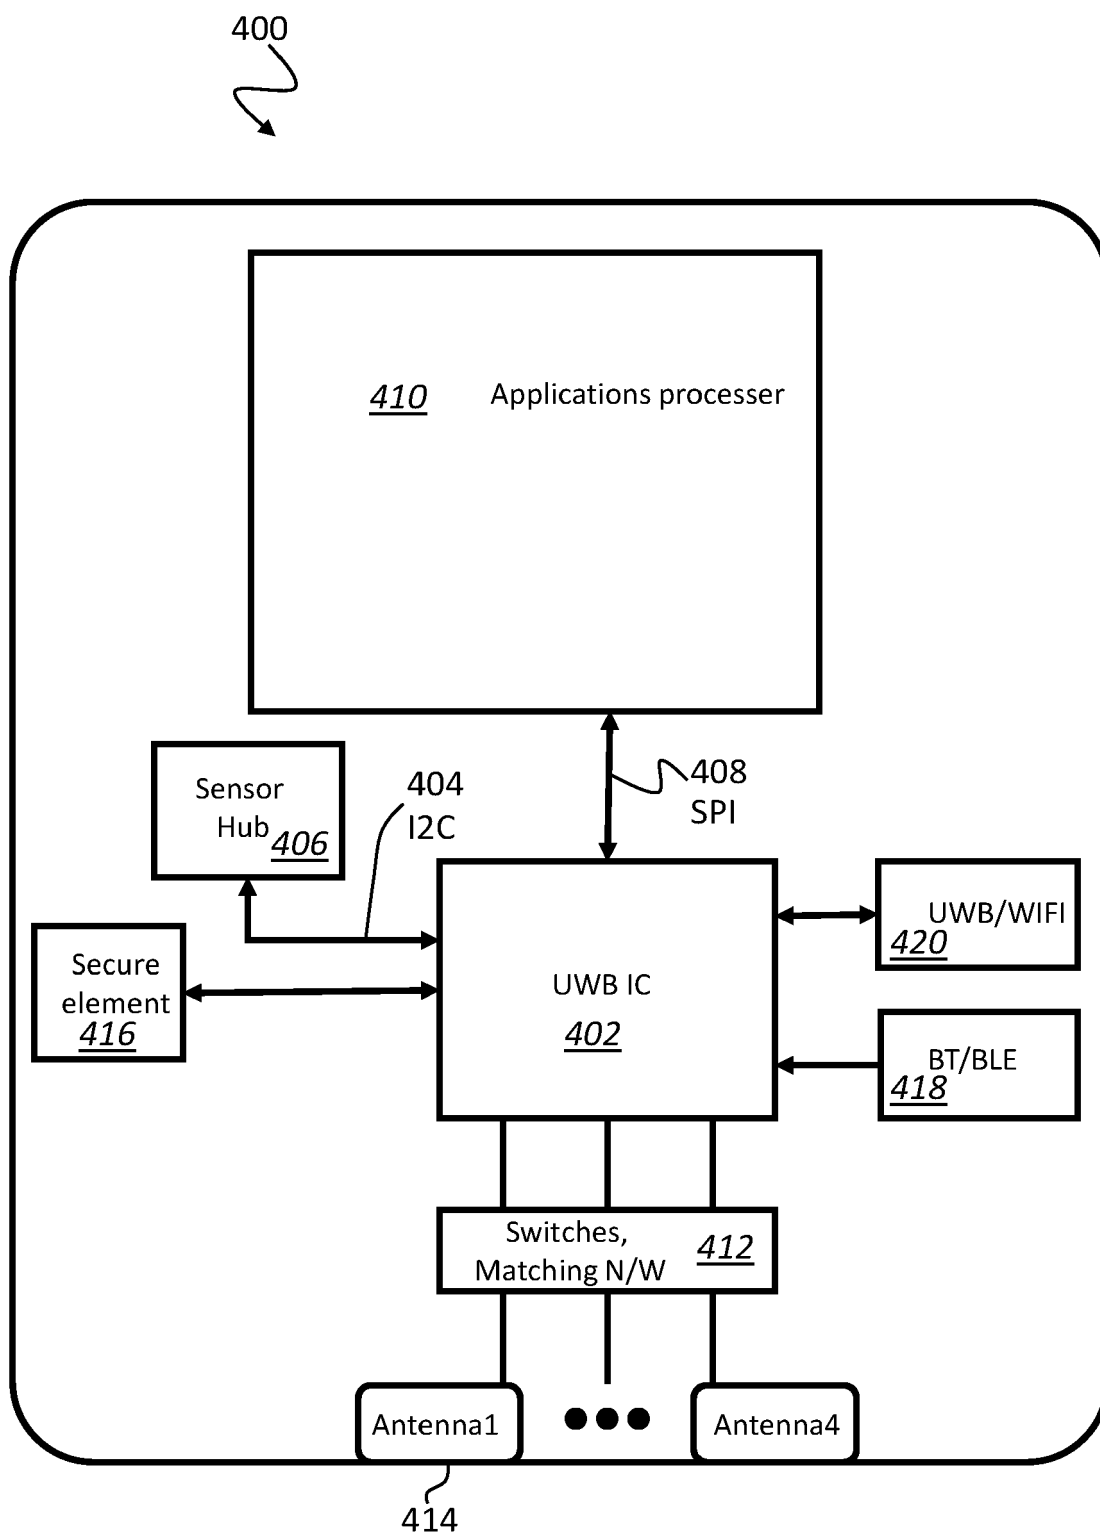 400
410 Applications processer
Sensor
Hub
406
404
I2C
408
SPI
Secure
element
416
UWB IC
402
UWB/WIFI
420
BT/BLE
418
Switches,
Matching N/W
412
Antenna1
Antenna4
414